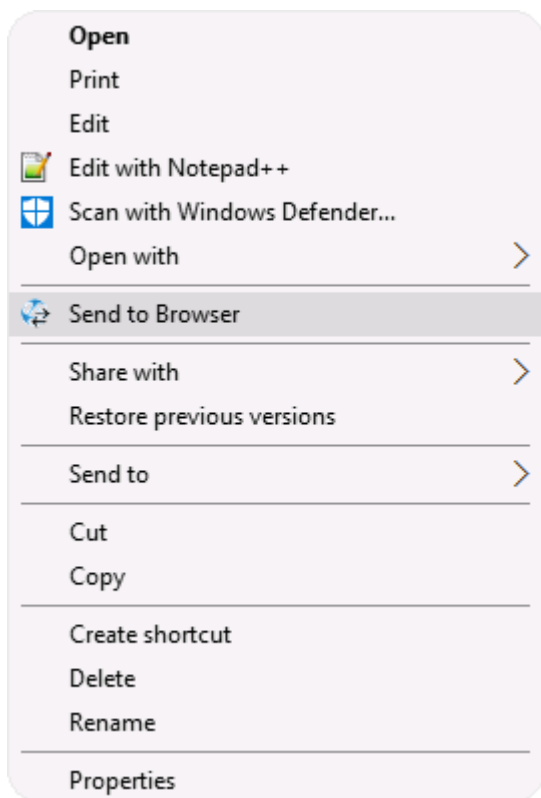 Open
Print
Edit
Edit with Notepad++
Scan with Windows Defender...
Open with
Send to Browser
Share with
Restore previous versions
Send to
Cut
Copy
Create shortcut
Delete
Rename
Properties